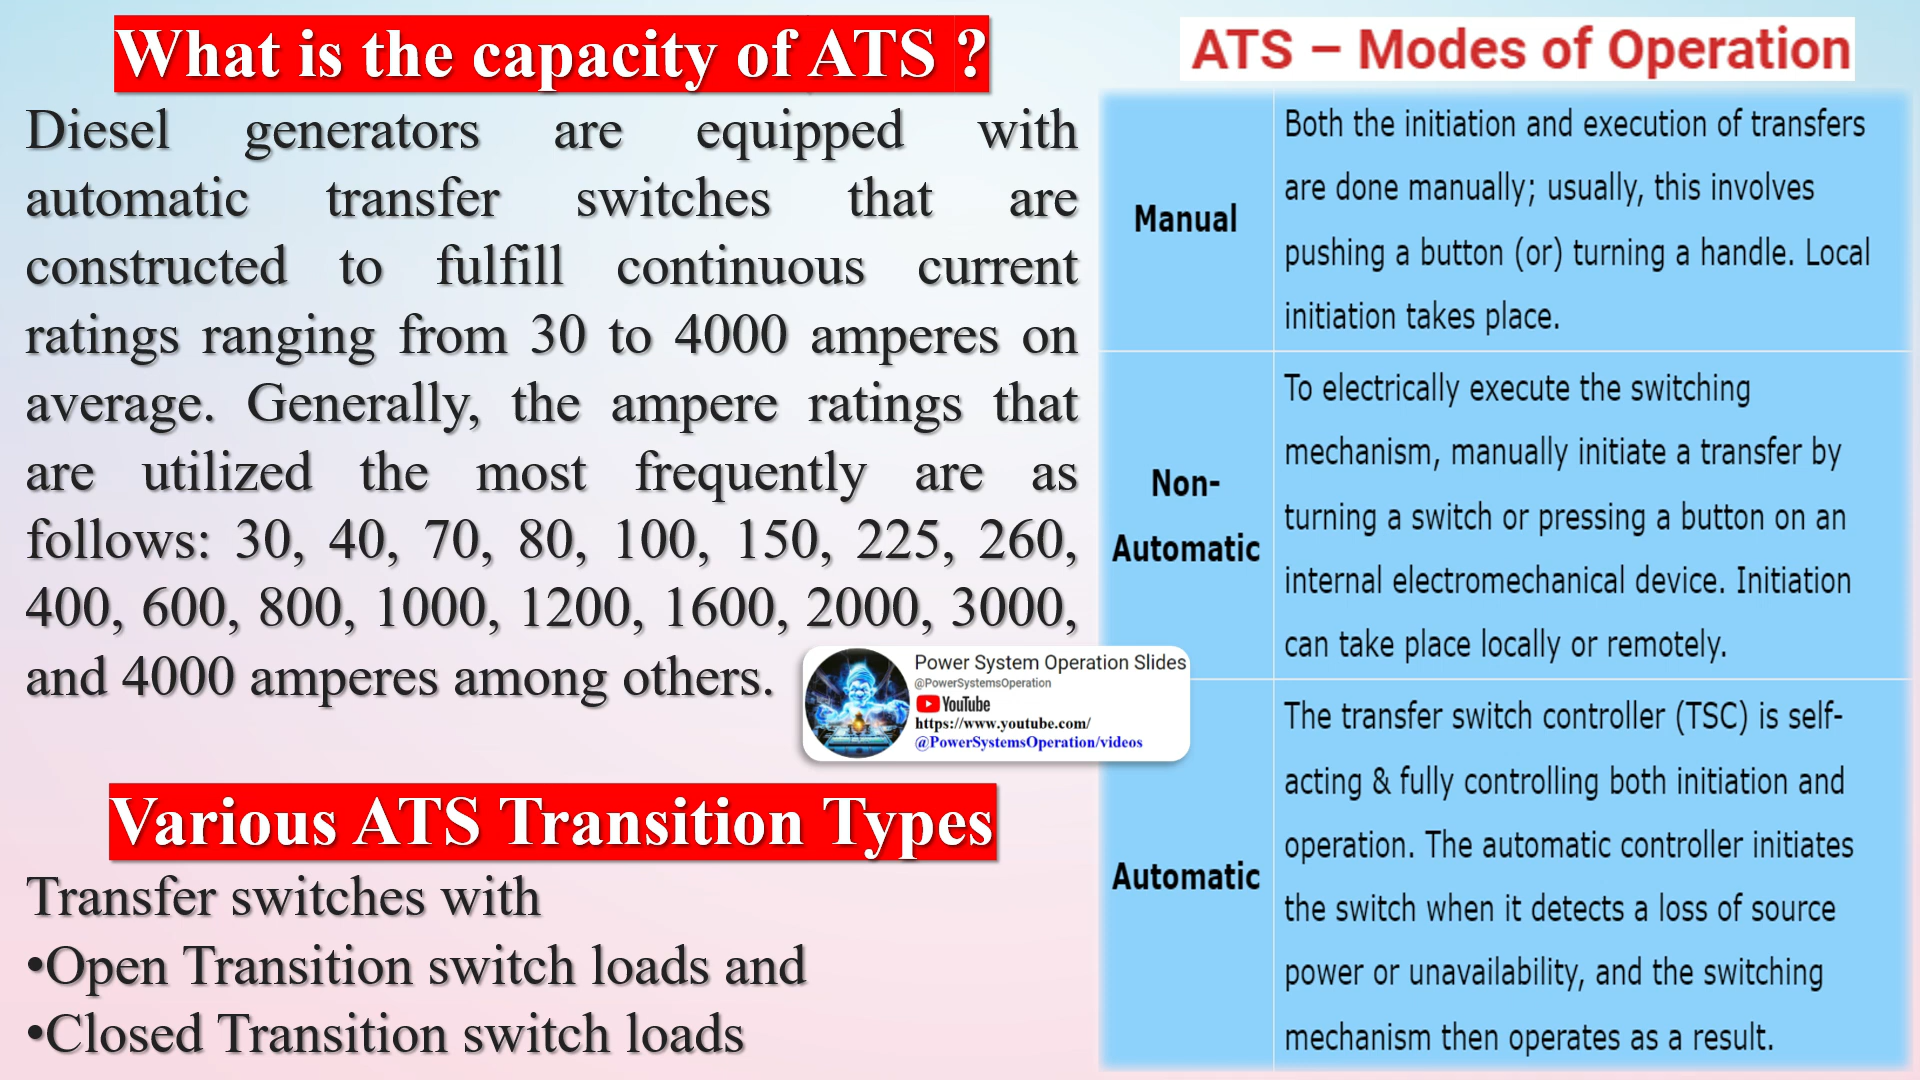 What is the capacity of ATS ?
Diesel generators are equipped with
automatic transfer switches that are
constructed to fulfill continuous current
ratings ranging from 30 to 4000 amperes on
average. Generally, the ampere ratings that
are utilized the most frequently are as
follows: 30, 40, 70, 80, 100, 150, 225, 260,
400, 600, 800, 1000, 1200, 1600, 2000, 3000,
and 4000 amperes among others.
Power System Operation Slides
@PowerSystemsOperation
YouTube
https://www.youtube.com/
@PowerSystemsOperation/videos
Various ATS Transition Types
Transfer switches with
•Open Transition switch loads and
•Closed Transition switch loads
ATS – Modes of Operation
Manual
Both the initiation and execution of transfers
are done manually; usually, this involves
pushing a button (or) turning a handle. Local
initiation takes place.
Non-
Automatic
To electrically execute the switching
mechanism, manually initiate a transfer by
turning a switch or pressing a button on an
internal electromechanical device. Initiation
can take place locally or remotely.
Automatic
The transfer switch controller (TSC) is self-
acting & fully controlling both initiation and
operation. The automatic controller initiates
the switch when it detects a loss of source
power or unavailability, and the switching
mechanism then operates as a result.